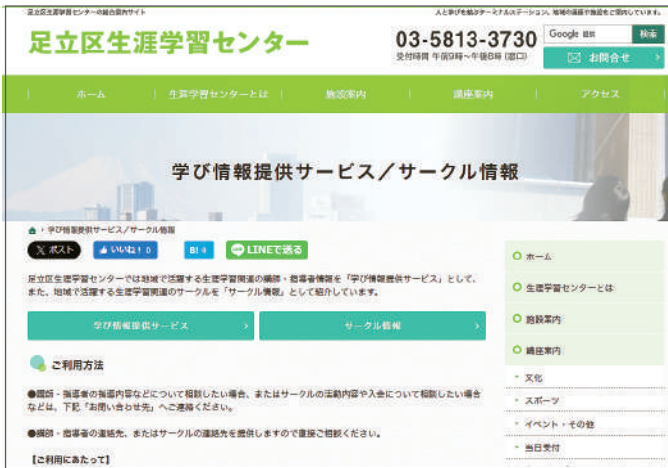 足立区生涯学習センターの総合案内サイト
人と学びを結ぶターミナルステーション。地域の講座や施設をご案内しています。
足立区生涯学習センター
03-5813-3730
受付時間 午前9時～午後8時 (窓口)
Google 提供
検索
お問合せ
ホーム
生涯学習センターとは
施設案内
講座案内
アクセス
学び情報提供サービス／サークル情報
学び情報提供サービス/サークル情報
ポスト
いいね! 0
B! 4
LINEで送る
足立区生涯学習センターでは地域で活躍する生涯学習関連の講師・指導者情報を「学び情報提供サービス」として、
また、地域で活躍する生涯学習関連のサークルを「サークル情報」として紹介しています。
学び情報提供サービス
サークル情報
ご利用方法
●講師・指導者の指導内容などについて相談したい場合、またはサークルの活動内容や入会について相談したい場合
などは、下記「お問い合わせ先」へご連絡ください。
●講師・指導者の連絡先、またはサークルの連絡先を提供しますので直接ご相談ください。
【ご利用にあたって】
ホーム
生涯学習センターとは
施設案内
講座案内
文化
スポーツ
イベント・その他
当日受付